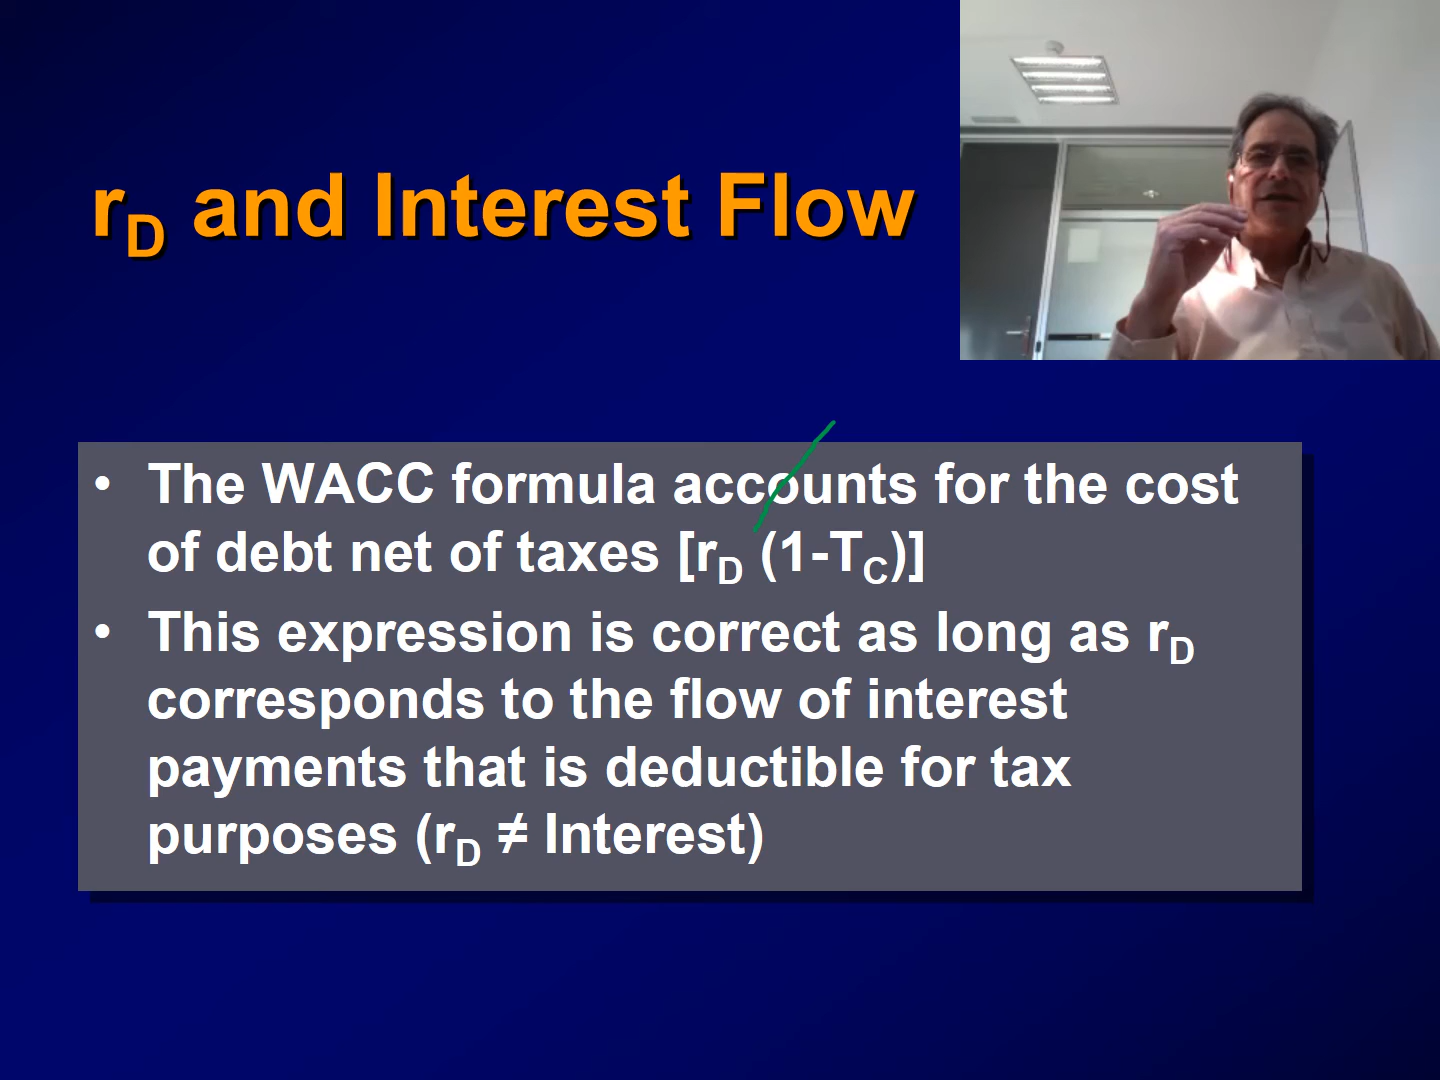 rD and Interest Flow
• The WACC formula accounts for the cost
of debt net of taxes [rD (1-TC)]
• This expression is correct as long as rD
corresponds to the flow of interest
payments that is deductible for tax
purposes (rD ≠ Interest)